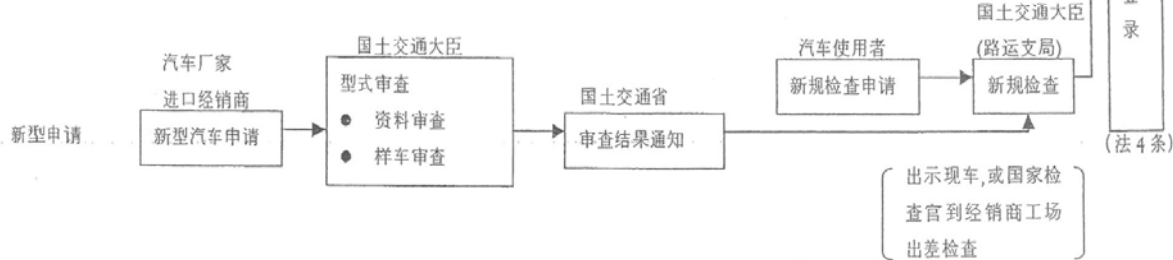 国土交通大臣
登
录
国土交通大臣
汽车使用者
(路运支局)
汽车厂家
型式审查
新规检查申请
新规检查
进口经销商
国土交通省
新型申请
新型汽车申请
● 资料审查
审查结果通知
● 样车审查
(法4条)
出示现车,或国家检
查官到经销商工场
出差检查